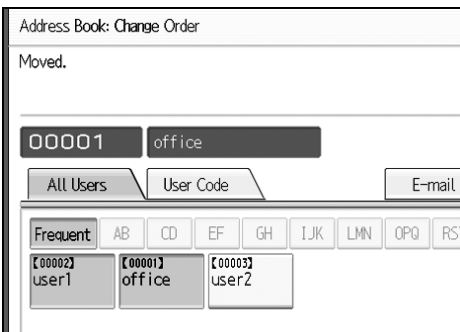 Address Book: Change Order
Moved.
00001 office
All Users User Code E-mail
Frequent AB CD EF GH IJK LMN OPQ RST
【00002】 【00001】 【00003】
user1 office user2